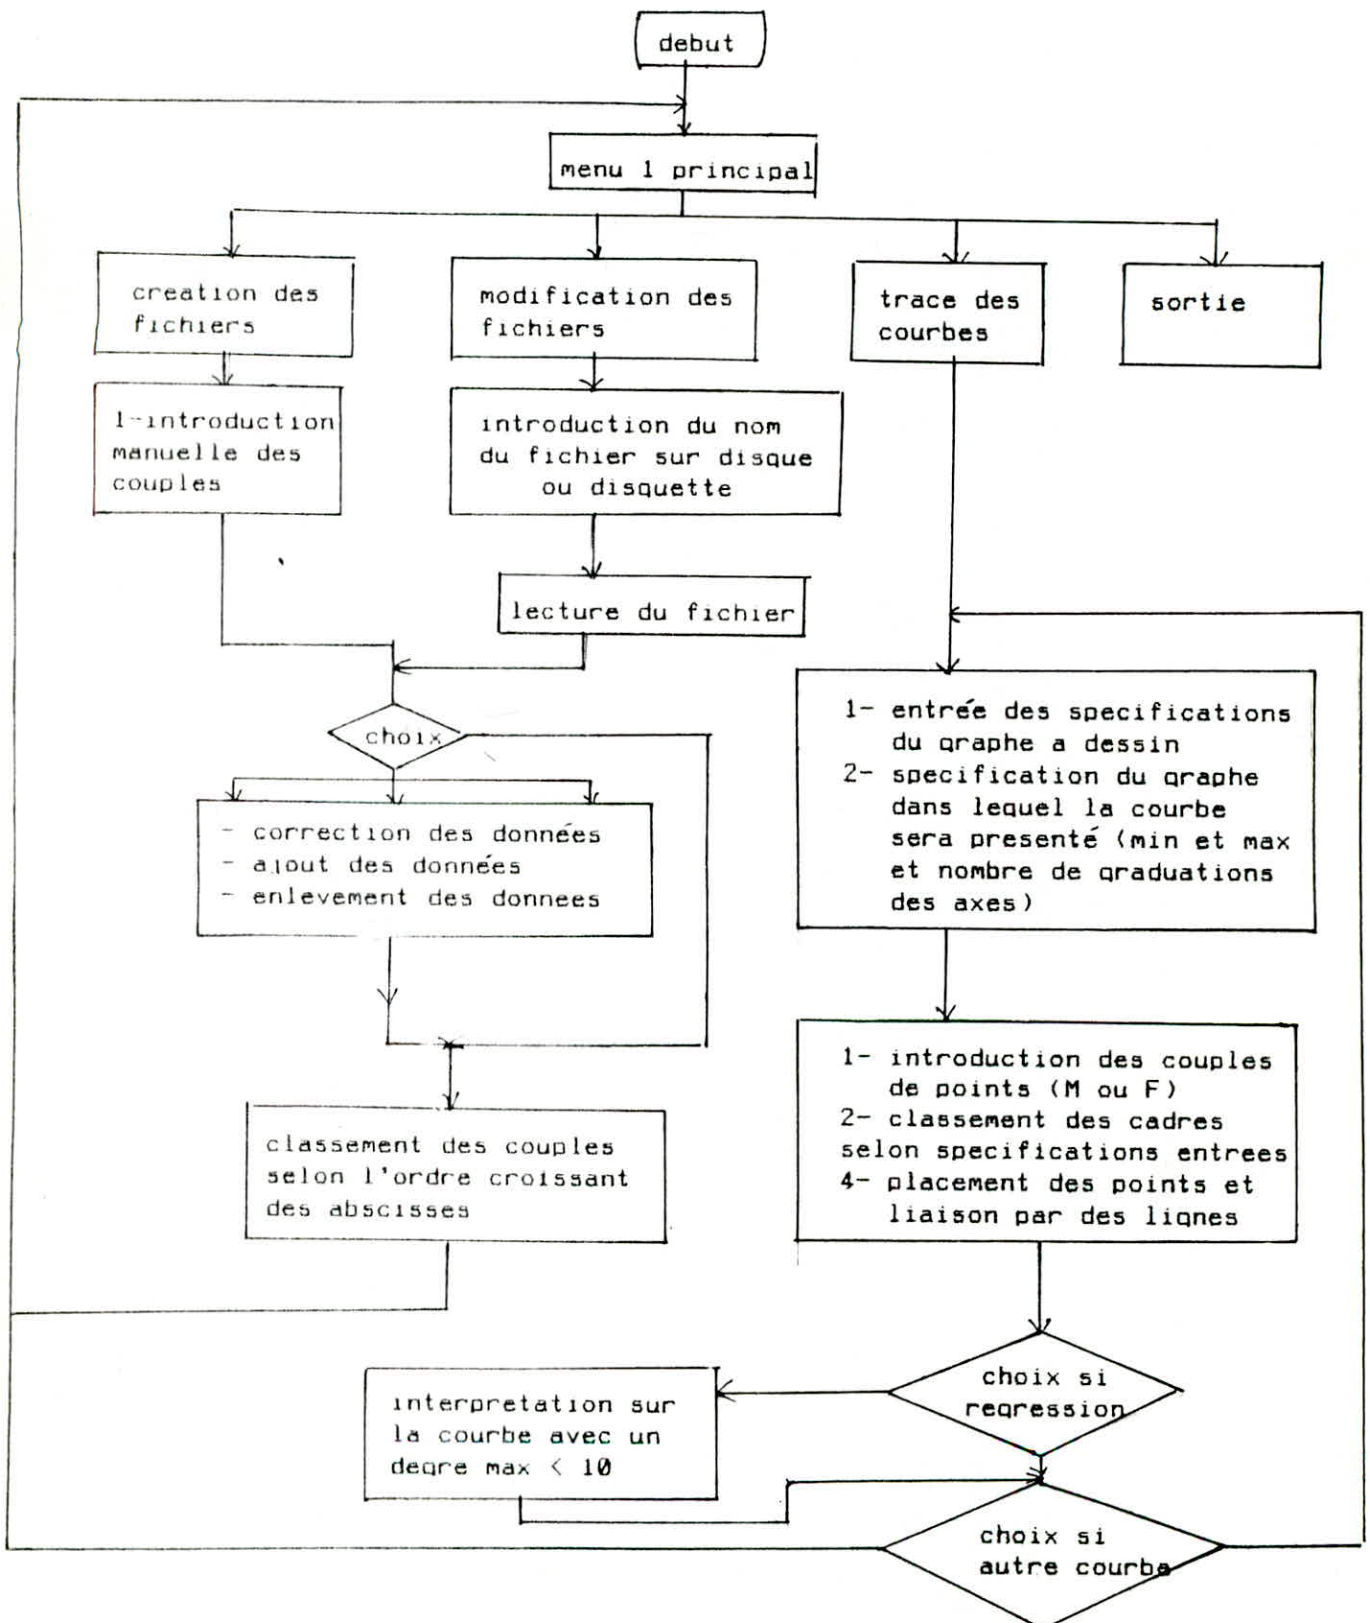 debut
menu 1 principal
creation des
fichiers
modification des
fichiers
trace des
courbes
sortie
1-introduction
manuelle des
couples
introduction du nom
du fichier sur disque
ou disquette
lecture du fichier
choix
- correction des données
- ajout des données
- enlevement des donnees
classement des couples
selon l'ordre croissant
des abscisses
1- entrée des specifications
du graphe a dessin
2- specification du graphe
dans lequel la courbe
sera presenté (min et max
et nombre de graduations
des axes)
1- introduction des couples
de points (M ou F)
2- classement des cadres
selon specifications entrees
4- placement des points et
liaison par des lignes
choix si
regression
interpretation sur
la courbe avec un
degre max < 10
choix si
autre courbe